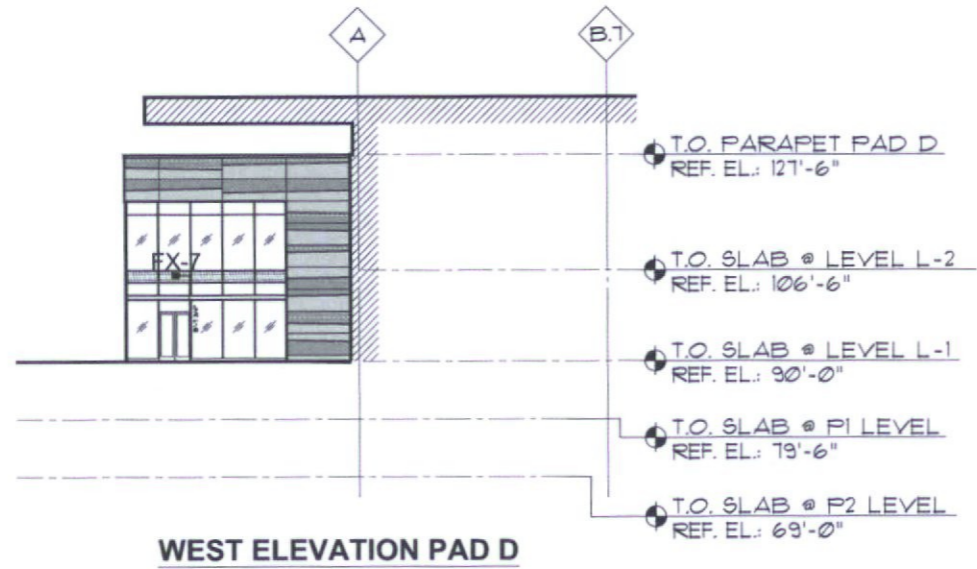 A
B.7
T.O. PARAPET PAD D
REF. EL.: 127'-6"
T.O. SLAB @ LEVEL L-2
REF. EL.: 106'-6"
FX-7
T.O. SLAB @ LEVEL L-1
REF. EL.: 90'-0"
T.O. SLAB @ P1 LEVEL
REF. EL.: 79'-6"
T.O. SLAB @ P2 LEVEL
REF. EL.: 69'-0"
WEST ELEVATION PAD D